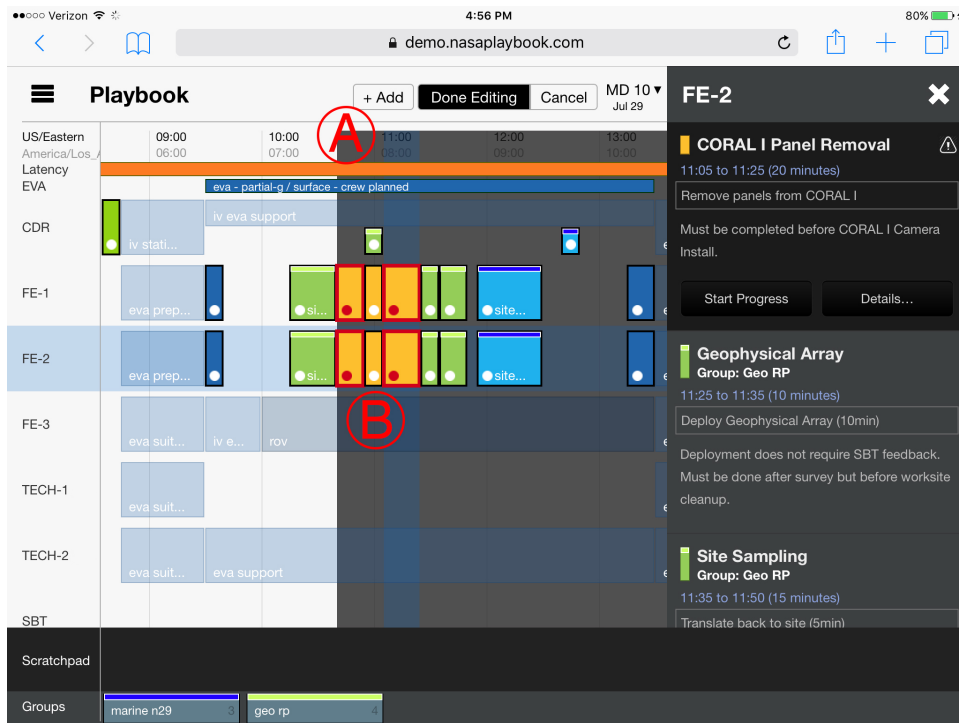 Verizon
4:56 PM
80%
demo.nasaplaybook.com
Playbook
+ Add
Done Editing
Cancel
MD 10 ▼
Jul 29
US/Eastern 09:00 10:00 11:00 12:00 13:00
America/Los_ 06:00 07:00 08:00 09:00 10:00
A
Latency
EVA
eva - partial-g / surface - crew planned
CDR
iv stati...
iv eva support
e
FE-1
eva prep...
si...
site...
e
FE-2
eva prep...
si...
site...
e
B
FE-3
eva suit...
iv e...
rov
e
TECH-1
eva suit...
e
TECH-2
eva suit...
eva support
e
SBT
Scratchpad
Groups
marine n29 3
geo rp 4
FE-2
CORAL I Panel Removal
11:05 to 11:25 (20 minutes)
Remove panels from CORAL I
Must be completed before CORAL I Camera
Install.
Start Progress
Details...
Geophysical Array
Group: Geo RP
11:25 to 11:35 (10 minutes)
Deploy Geophysical Array (10min)
Deployment does not require SBT feedback.
Must be done after survey but before worksite
cleanup.
Site Sampling
Group: Geo RP
11:35 to 11:50 (15 minutes)
Translate back to site (5min)